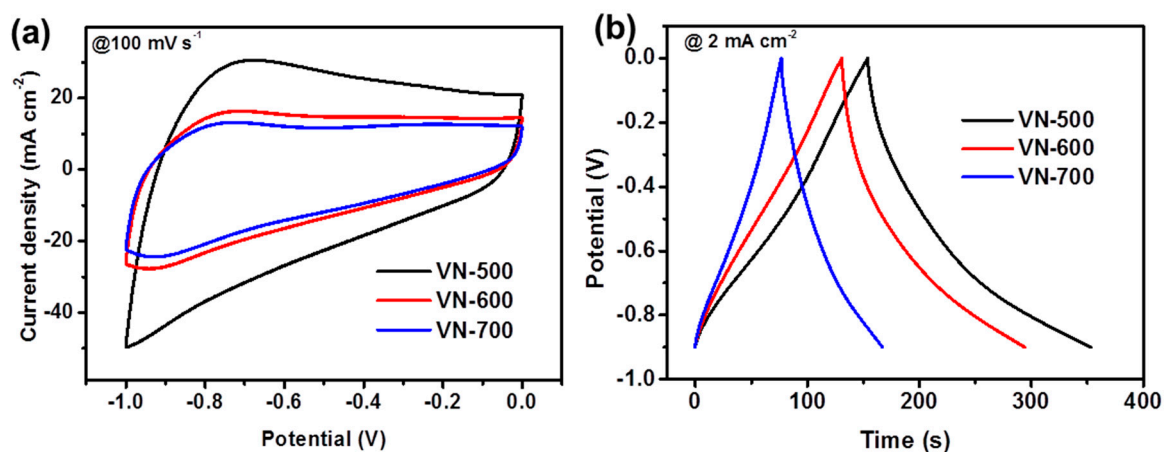 (a)
@100 mV s⁻¹
Current density (mA cm⁻²)
20
0
-20
-40
VN-500
VN-600
VN-700
-1.0 -0.8 -0.6 -0.4 -0.2 0.0
Potential (V)
(b)
@ 2 mA cm⁻²
Potential (V)
0.0
-0.2
-0.4
-0.6
-0.8
-1.0
VN-500
VN-600
VN-700
0 100 200 300 400
Time (s)